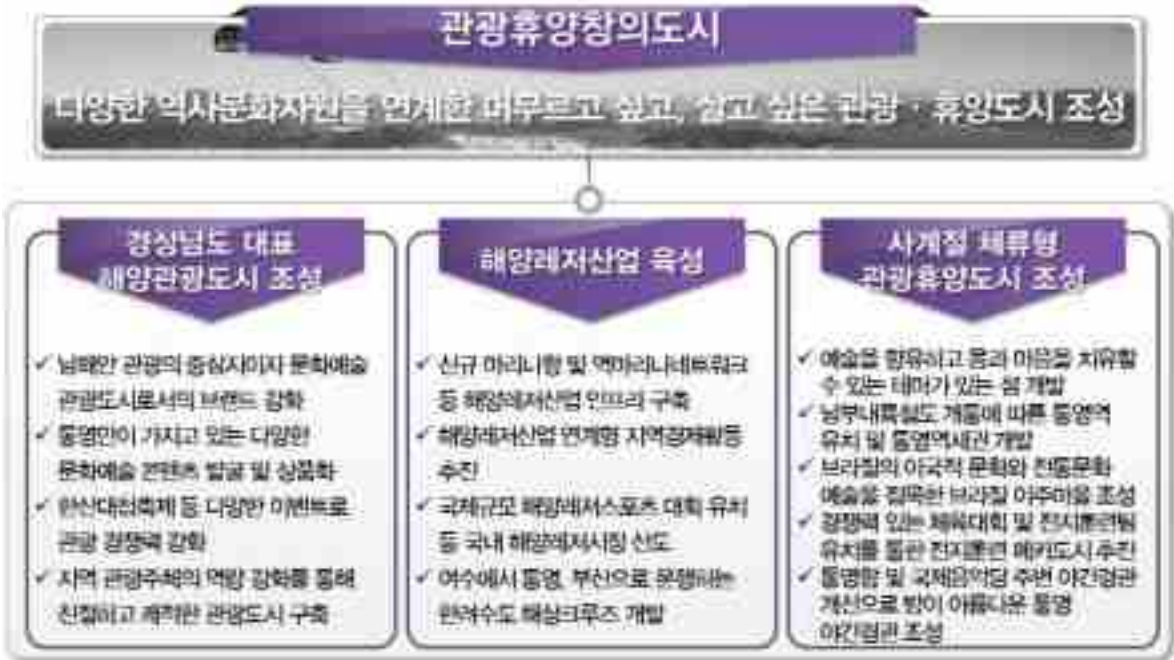 관광휴양창의도시
다양한 역사문화자원을 연계한 머무르고 싶고, 살고 싶은 관광·휴양도시 조성
경상남도 대표
해양관광도시 조성
✓ 남해안 관광의 중심지이자 문화예술
관광도시로서의 브랜드 강화
✓ 통영만이 가지고 있는 다양한
문화예술 콘텐츠 발굴 및 상품화
✓ 한산대첩축제 등 다양한 이벤트로
관광 경쟁력 강화
✓ 지역 관광주체의 역량 강화를 통해
친절하고 쾌적한 관광도시 구축
해양레저산업 육성
✓ 신규 마리나항 및 역마리나네트워크
등 해양레저산업 인프라 구축
✓ 해양레저산업 연계형 지역경제활동
추진
✓ 국제규모 해양레저스포츠 대회 유치
등 국내 해양레저시장 선도
✓ 여수에서 통영, 부산으로 운행하는
한려수도 해상크루즈 개발
사계절 체류형
관광휴양도시 조성
✓ 예술을 향유하고 몸과 마음을 치유할
수 있는 테마가 있는 섬 개발
✓ 남부내륙철도 개통에 따른 통영역
유치 및 통영역세권 개발
✓ 브라질의 이국적 문화와 전통문화
예술을 접목한 브라질 이주마을 조성
✓ 경쟁력 있는 체육대회 및 전지훈련팀
유치를 통한 전지훈련 메카도시 추진
✓ 통영항 및 국제음악당 주변 야간경관
개선으로 밤이 아름다운 통영
야간경관 조성